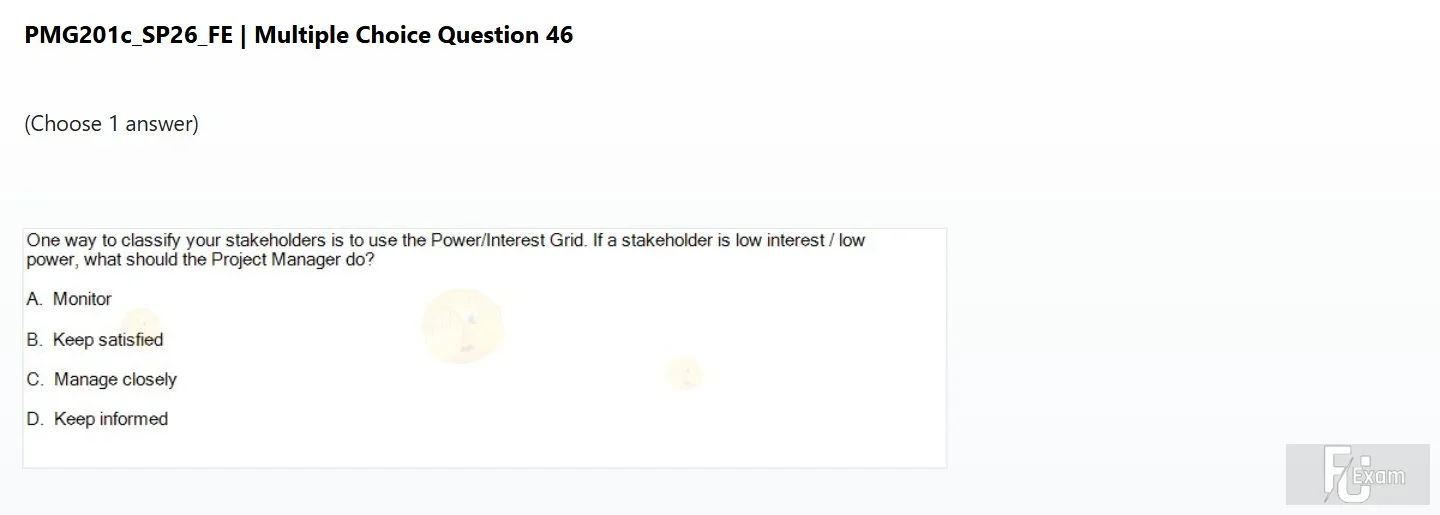 PMG201c_SP26_FE | Multiple Choice Question 46
(Choose 1 answer)
One way to classify your stakeholders is to use the Power/Interest Grid. If a stakeholder is low interest / low
power, what should the Project Manager do?
A. Monitor
B. Keep satisfied
C. Manage closely
D. Keep informed
Exam